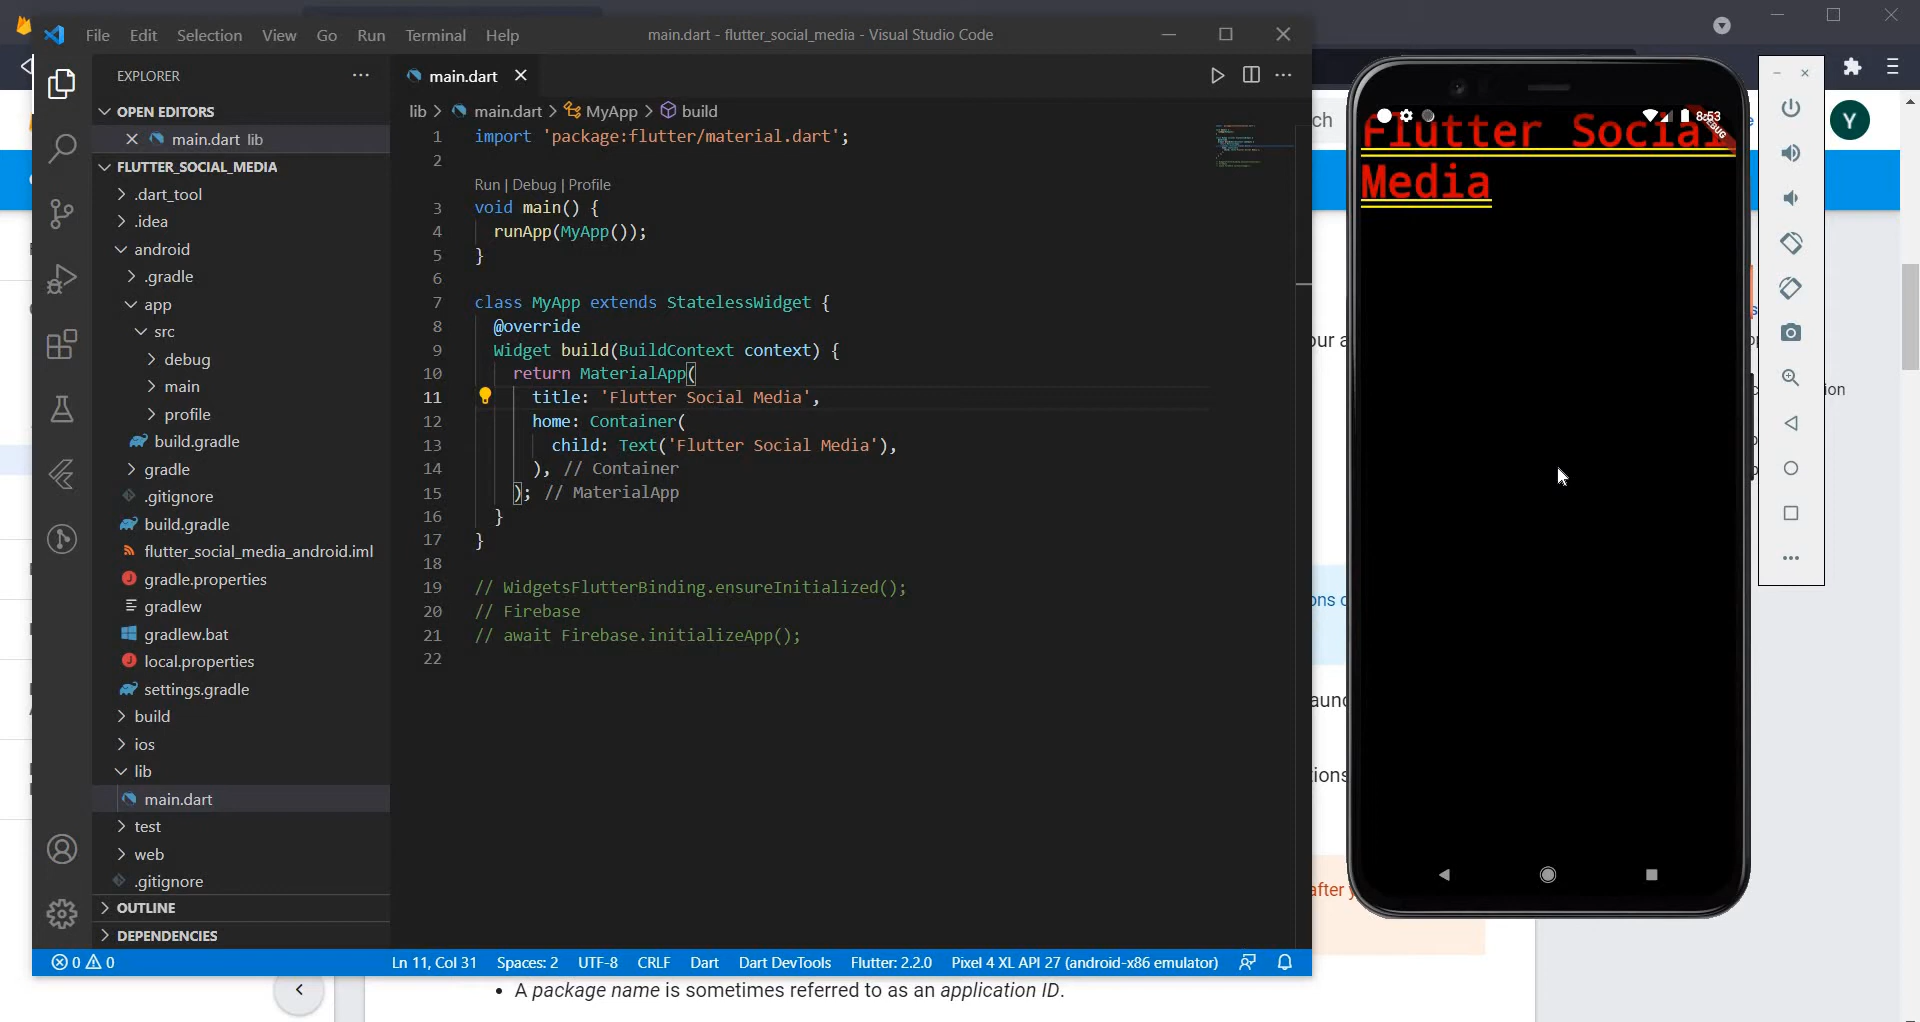 File Edit Selection View Go Run Terminal Help
main.dart - flutter_social_media - Visual Studio Code
EXPLORER
OPEN EDITORS
main.dart lib
FLUTTER_SOCIAL_MEDIA
.dart_tool
.idea
android
.gradle
app
src
debug
main
profile
build.gradle
gradle
.gitignore
build.gradle
flutter_social_media_android.iml
gradle.properties
gradlew
gradlew.bat
local.properties
settings.gradle
build
ios
lib
main.dart
test
web
.gitignore
OUTLINE
DEPENDENCIES
main.dart
lib > main.dart > MyApp > build
1 import 'package:flutter/material.dart';
2
Run | Debug | Profile
3 void main() {
4 runApp(MyApp());
5 }
6
7 class MyApp extends StatelessWidget {
8 @override
9 Widget build(BuildContext context) {
10 return MaterialApp(
11 title: 'Flutter Social Media',
12 home: Container(
13 child: Text('Flutter Social Media'),
14 ), // Container
15 ); // MaterialApp
16 }
17 }
18
19 // WidgetsFlutterBinding.ensureInitialized();
20 // Firebase
21 // await Firebase.initializeApp();
22
0 0
Ln 11, Col 31 Spaces: 2 UTF-8 CRLF Dart Dart DevTools Flutter: 2.2.0 Pixel 4 XL API 27 (android-x86 emulator)
8:53
DEBUG
Flutter Social
Media
Y
ch
our a
ons c
aunc
tions
after y
ion
• A package name is sometimes referred to as an application ID.